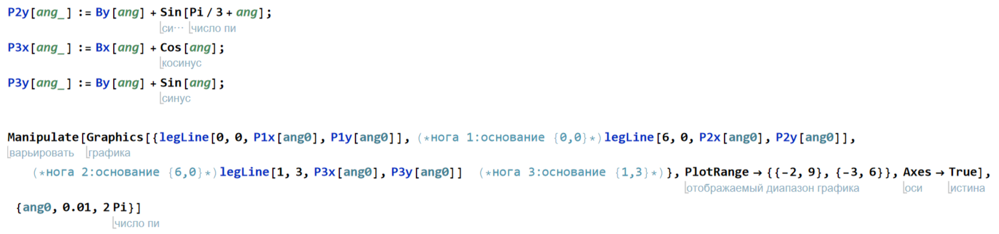 P2y[ang_] := By[ang] + Sin[Pi / 3 + ang];
си⋯ число пи
P3x[ang_] := Bx[ang] + Cos[ang];
косинус
P3y[ang_] := By[ang] + Sin[ang];
синус
Manipulate[Graphics[{legLine[0, 0, P1x[ang0], P1y[ang0]], (*нога 1:основание {0,0}*)legLine[6, 0, P2x[ang0], P2y[ang0]],
варьировать графика
(*нога 2:основание {6,0}*)legLine[1, 3, P3x[ang0], P3y[ang0]] (*нога 3:основание {1,3}*)}, PlotRange → {{-2, 9}, {-3, 6}}, Axes → True],
отображаемый диапазон графика оси истина
{ang0, 0.01, 2 Pi}]
число пи